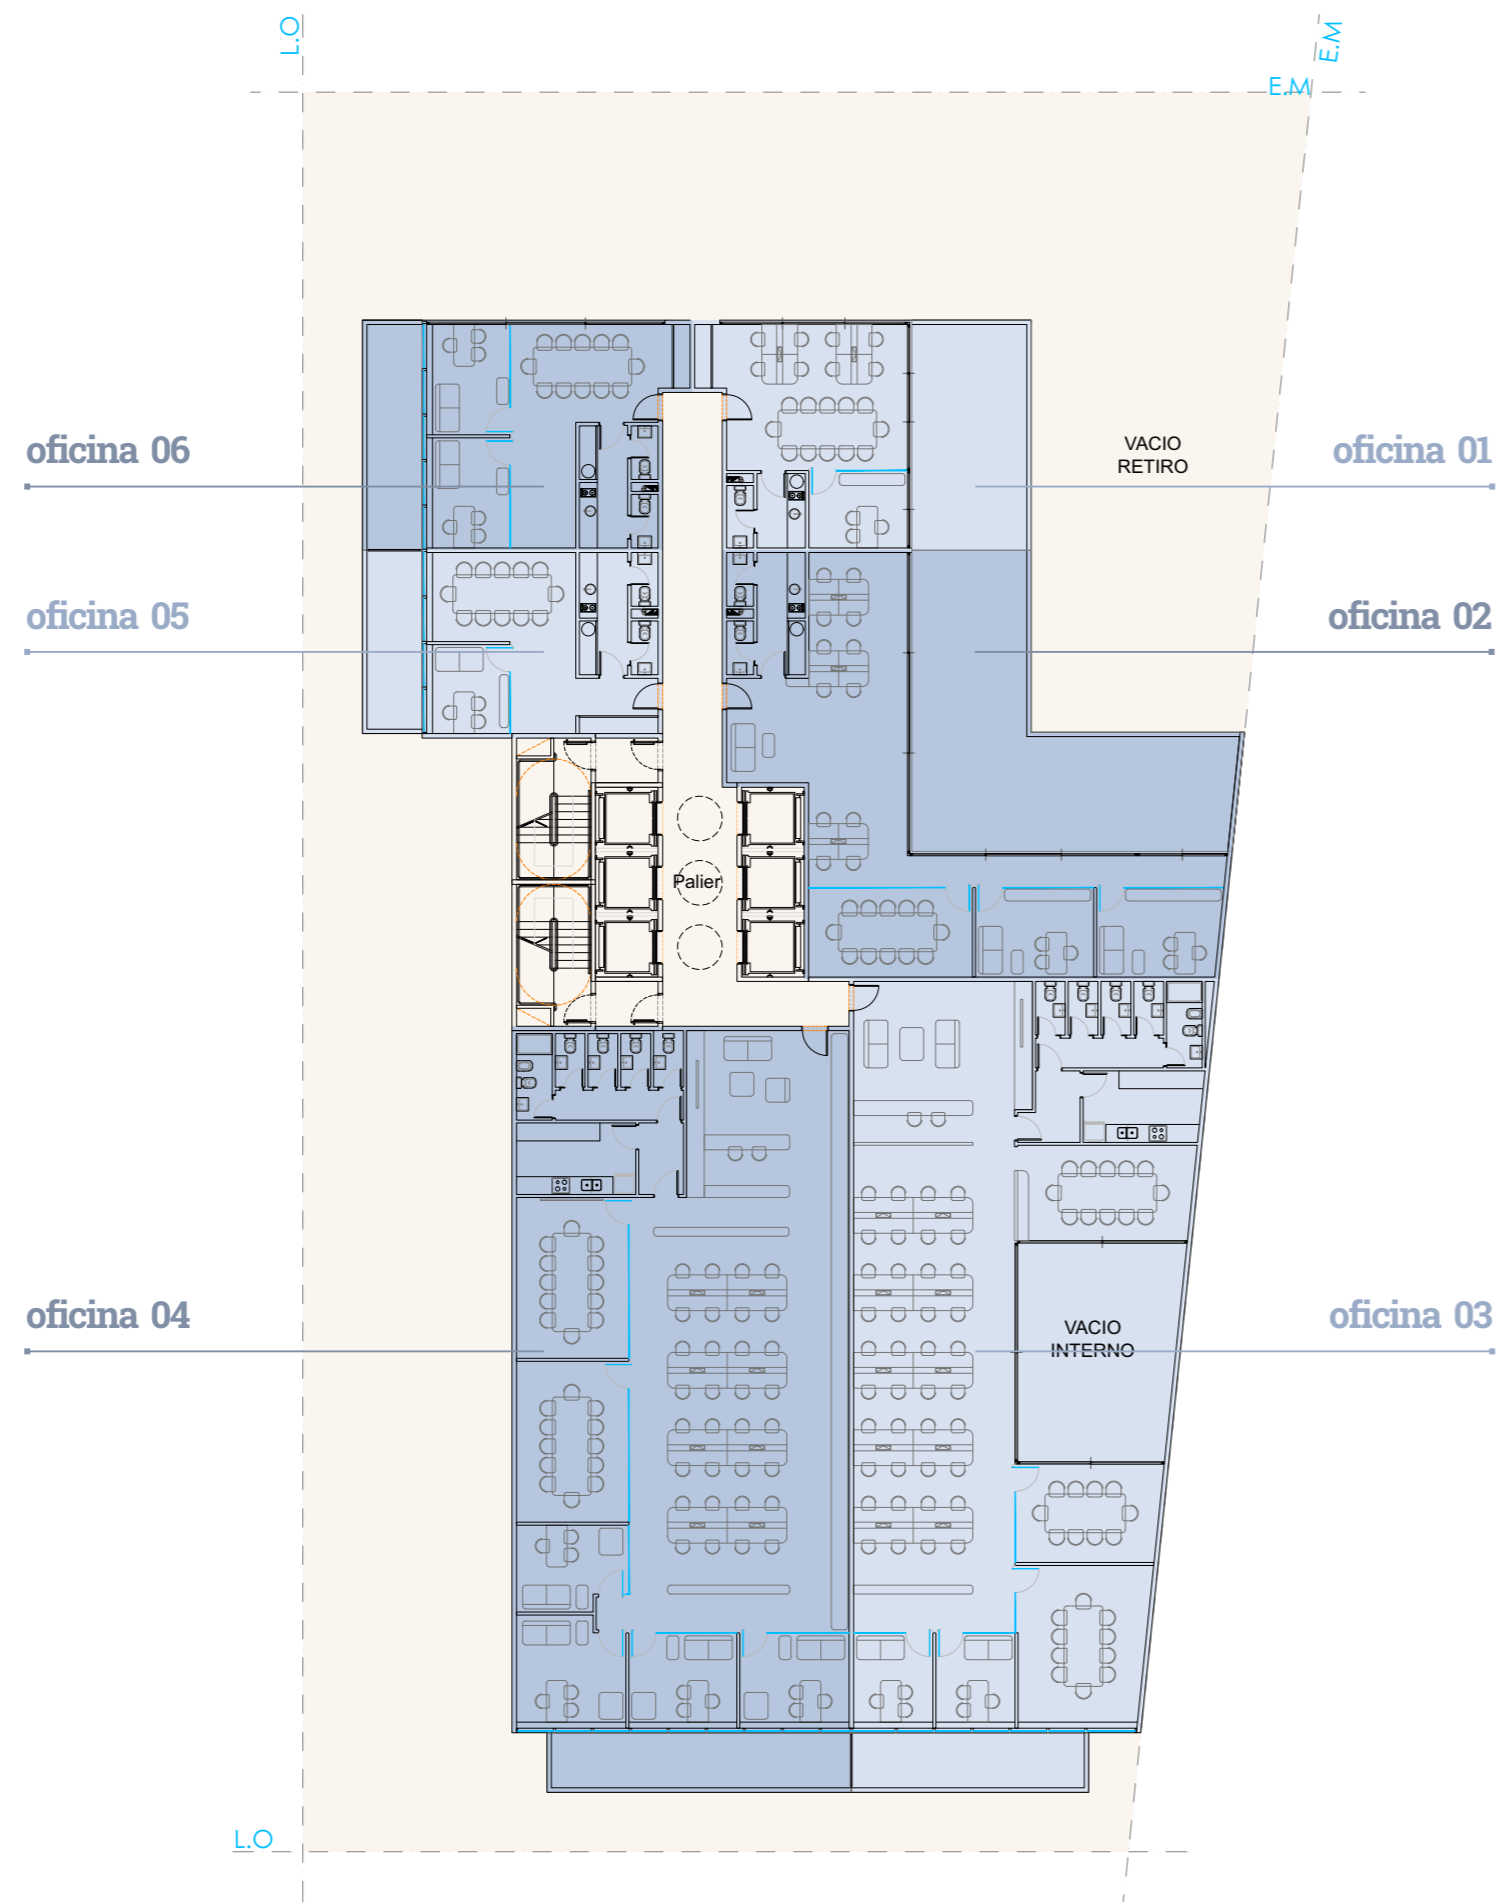 L.O
E.M
E.M
VACIO
RETIRO
oficina 06
oficina 01
oficina 05
oficina 02
Palier
oficina 04
VACIO
INTERNO
oficina 03
L.O